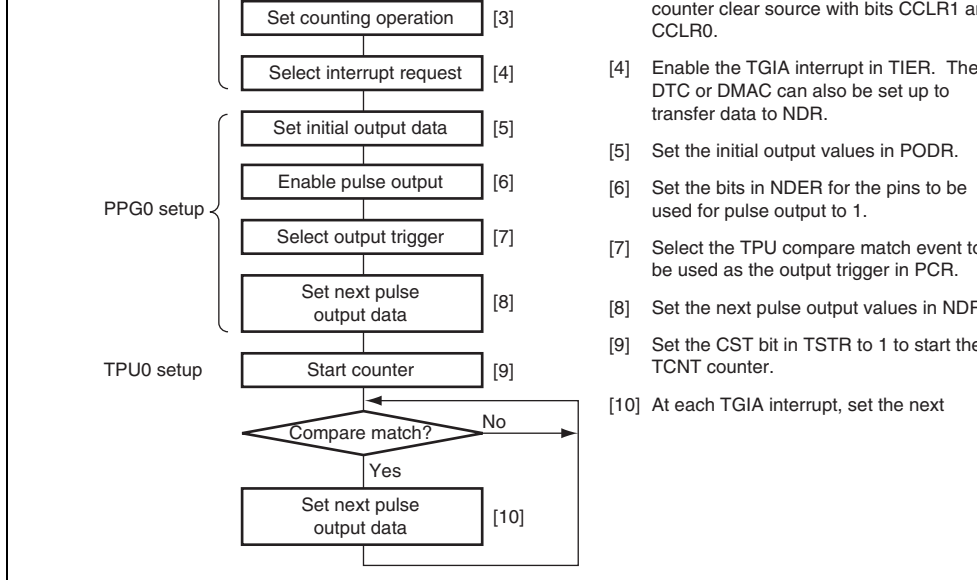 Set counting operation [3]
Select interrupt request [4]
Set initial output data [5]
Enable pulse output [6]
PPG0 setup
Select output trigger [7]
Set next pulse
output data
[8]
TPU0 setup
Start counter [9]
Compare match?
No
Yes
Set next pulse
output data
[10]
counter clear source with bits CCLR1
CCLR0.
[4] Enable the TGIA interrupt in TIER. The
DTC or DMAC can also be set up to
transfer data to NDR.
[5] Set the initial output values in PODR.
[6] Set the bits in NDER for the pins to be
used for pulse output to 1.
[7] Select the TPU compare match event to
be used as the output trigger in PCR.
[8] Set the next pulse output values in NDR
[9] Set the CST bit in TSTR to 1 to start the
TCNT counter.
[10] At each TGIA interrupt, set the next